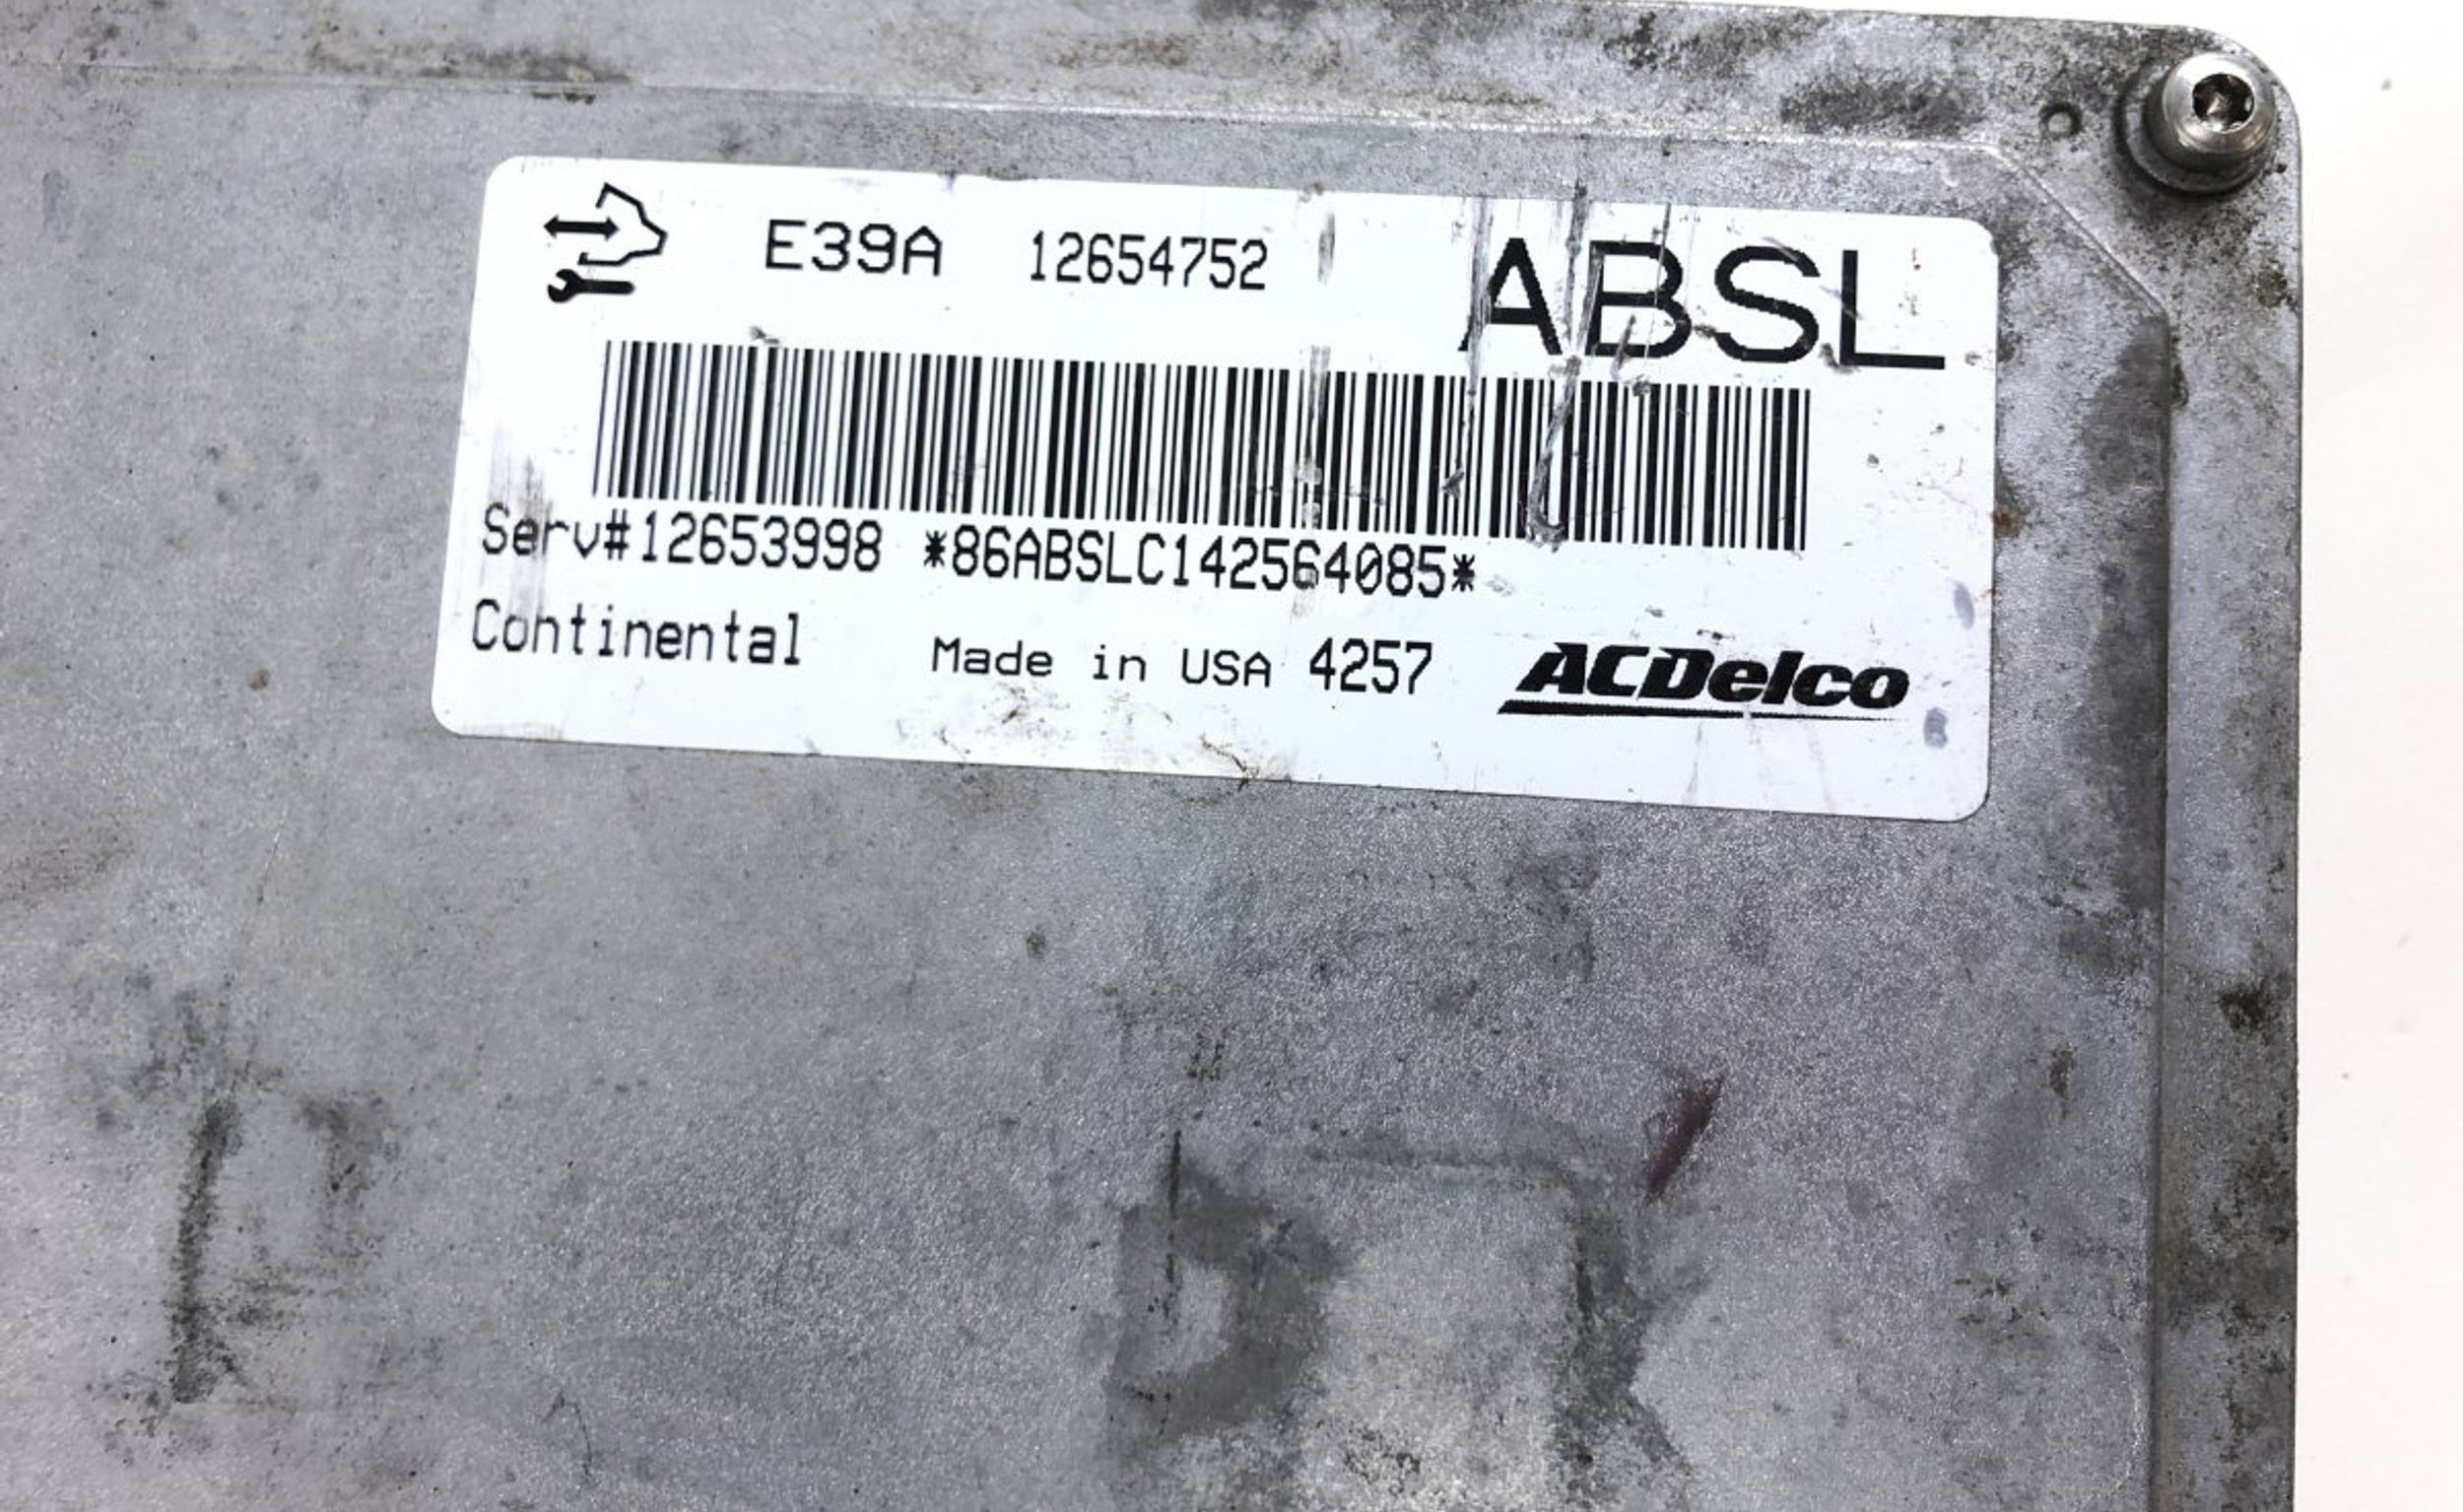 E39A 12654752 ABSL
Serv#12653998 *86ABSLC142564085*
Continental Made in USA 4257 ACDelco